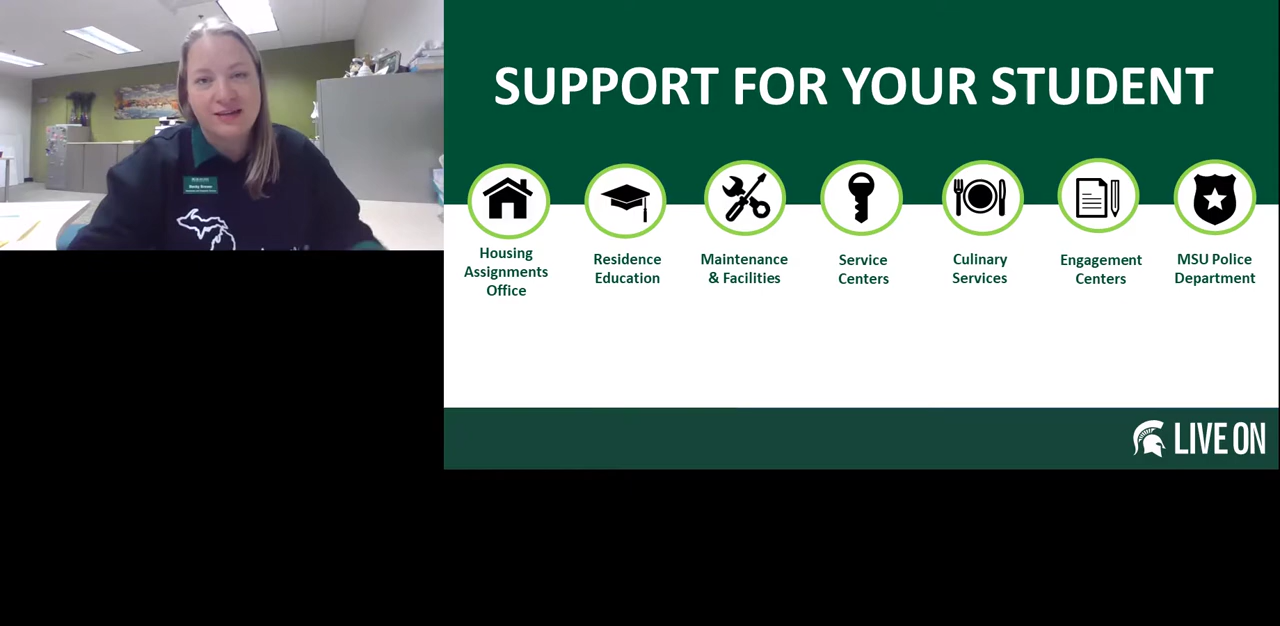 SUPPORT FOR YOUR STUDENT
Housing
Assignments
Office
Residence
Education
Maintenance
& Facilities
Service
Centers
Culinary
Services
Engagement
Centers
MSU Police
Department
LIVE ON